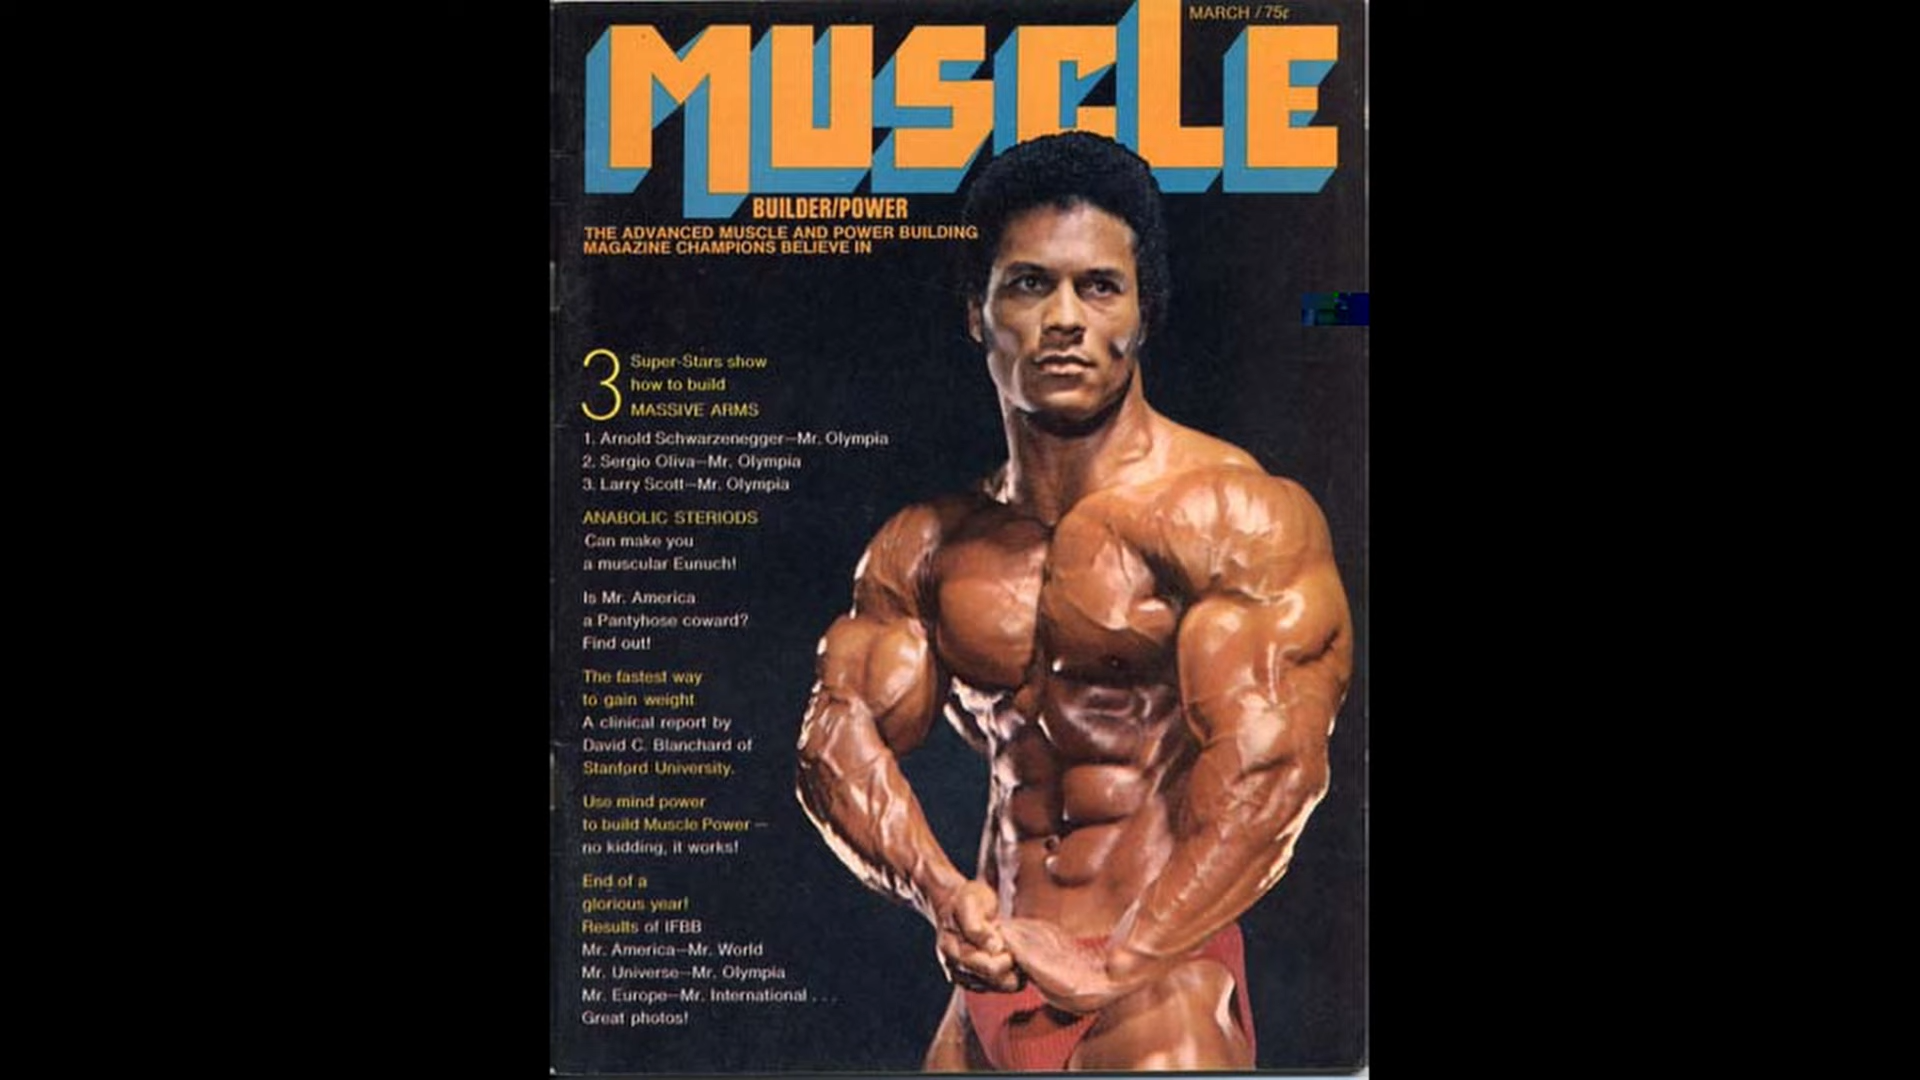 MARCH / 75¢
MUSCLE
BUILDER/POWER
THE ADVANCED MUSCLE AND POWER BUILDING
MAGAZINE CHAMPIONS BELIEVE IN
3 Super-Stars show
how to build
MASSIVE ARMS
1. Arnold Schwarzenegger—Mr. Olympia
2. Sergio Oliva—Mr. Olympia
3. Larry Scott—Mr. Olympia
ANABOLIC STERIODS
Can make you
a muscular Eunuch!
Is Mr. America
a Pantyhose coward?
Find out!
The fastest way
to gain weight
A clinical report by
David C. Blanchard of
Stanford University.
Use mind power
to build Muscle Power —
no kidding, it works!
End of a
glorious year!
Results of IFBB
Mr. America—Mr. World
Mr. Universe—Mr. Olympia
Mr. Europe—Mr. International . . .
Great photos!